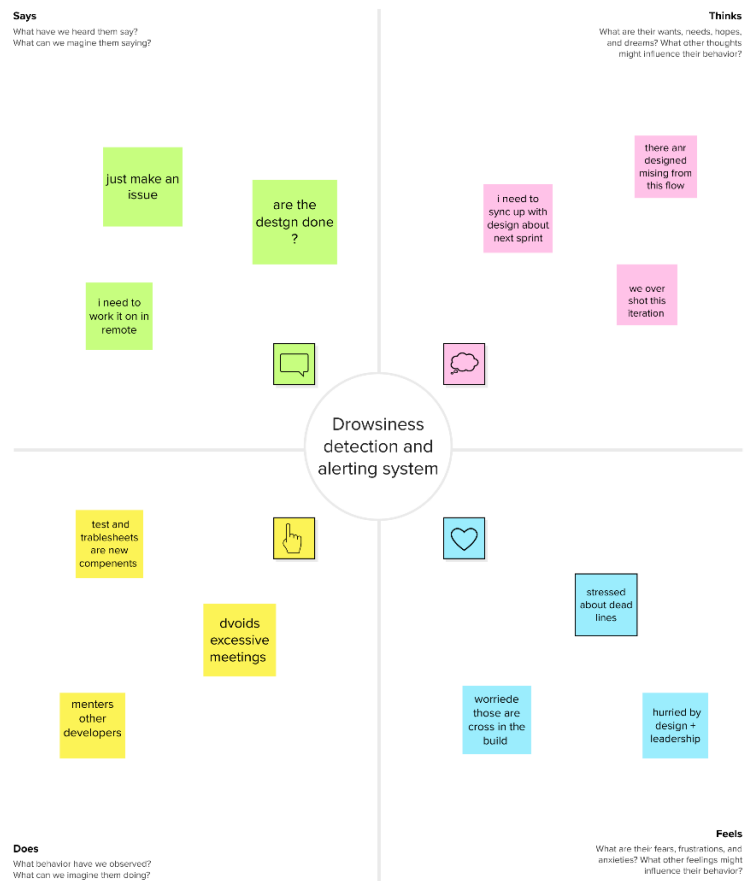 Says
What have we heard them say?
What can we magine them saying?
Thinks
What are their wants, needs, hopes,
and dreams? What other thoughts
might influence their behavior?
just make an
issue
are the
destgn done
?
i need to
work it on in
remote
there anr
designed
mising from
this flow
i need to
sync up with
design about
next sprint
we over
shot this
iteration
Drowsiness
detection and
alerting system
test and
trablesheets
are new
compenents
dvoids
excessive
meetings
menters
other
developers
stressed
about dead
lines
worriede
those are
cross in the
build
hurried by
design +
leadership
Does
What behavior have we observed?
What can we imagine them doing?
Feels
What are their fears, frustrations, and
anxieties? What other feelings might
influence their behavior?